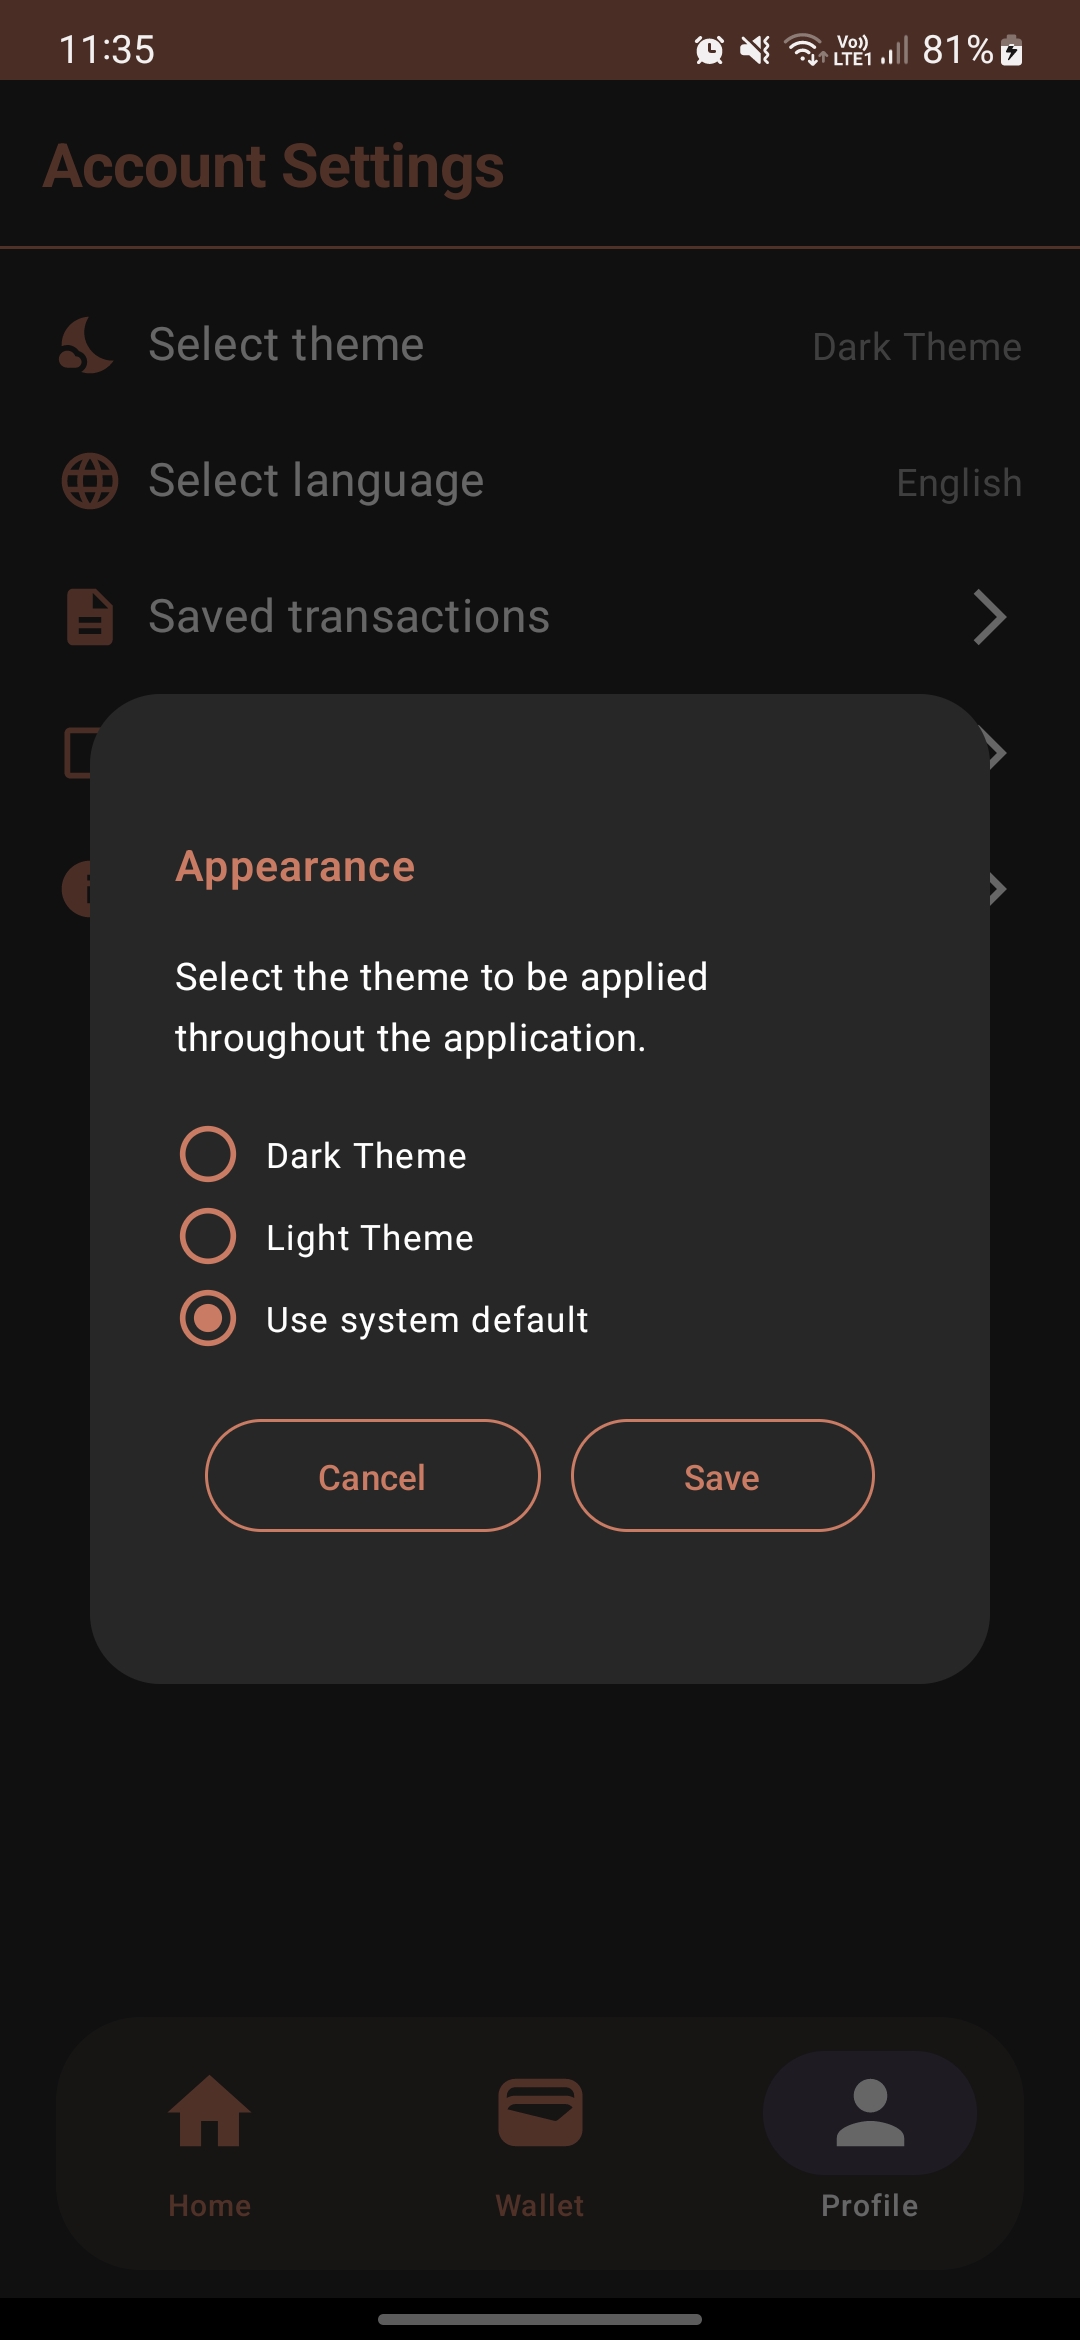 11:35
Vo))
LTE1
81%
Account Settings
Select theme
Dark Theme
Select language
English
Saved transactions
Appearance
Select the theme to be applied
throughout the application.
Dark Theme
Light Theme
Use system default
Cancel
Save
Home
Wallet
Profile